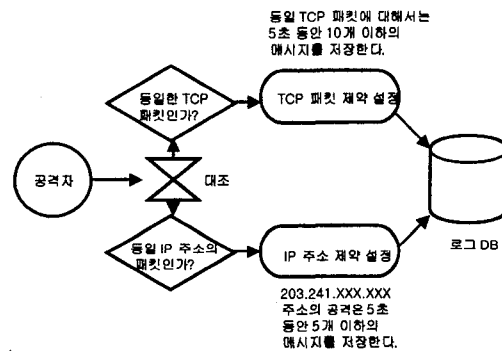 동일 TCP 패킷에 대해서는
5초 동안 10개 이하의
메시지를 저장한다.
동일한 TCP
패킷인가?
TCP 패킷 제약 설정
공격자
대조
로그 DB
동일 IP 주소의
패킷인가?
IP 주소 제약 설정
203.241.XXX.XXX
주소의 공격은 5초
동안 5개 이하의
메시지를 저장한다.